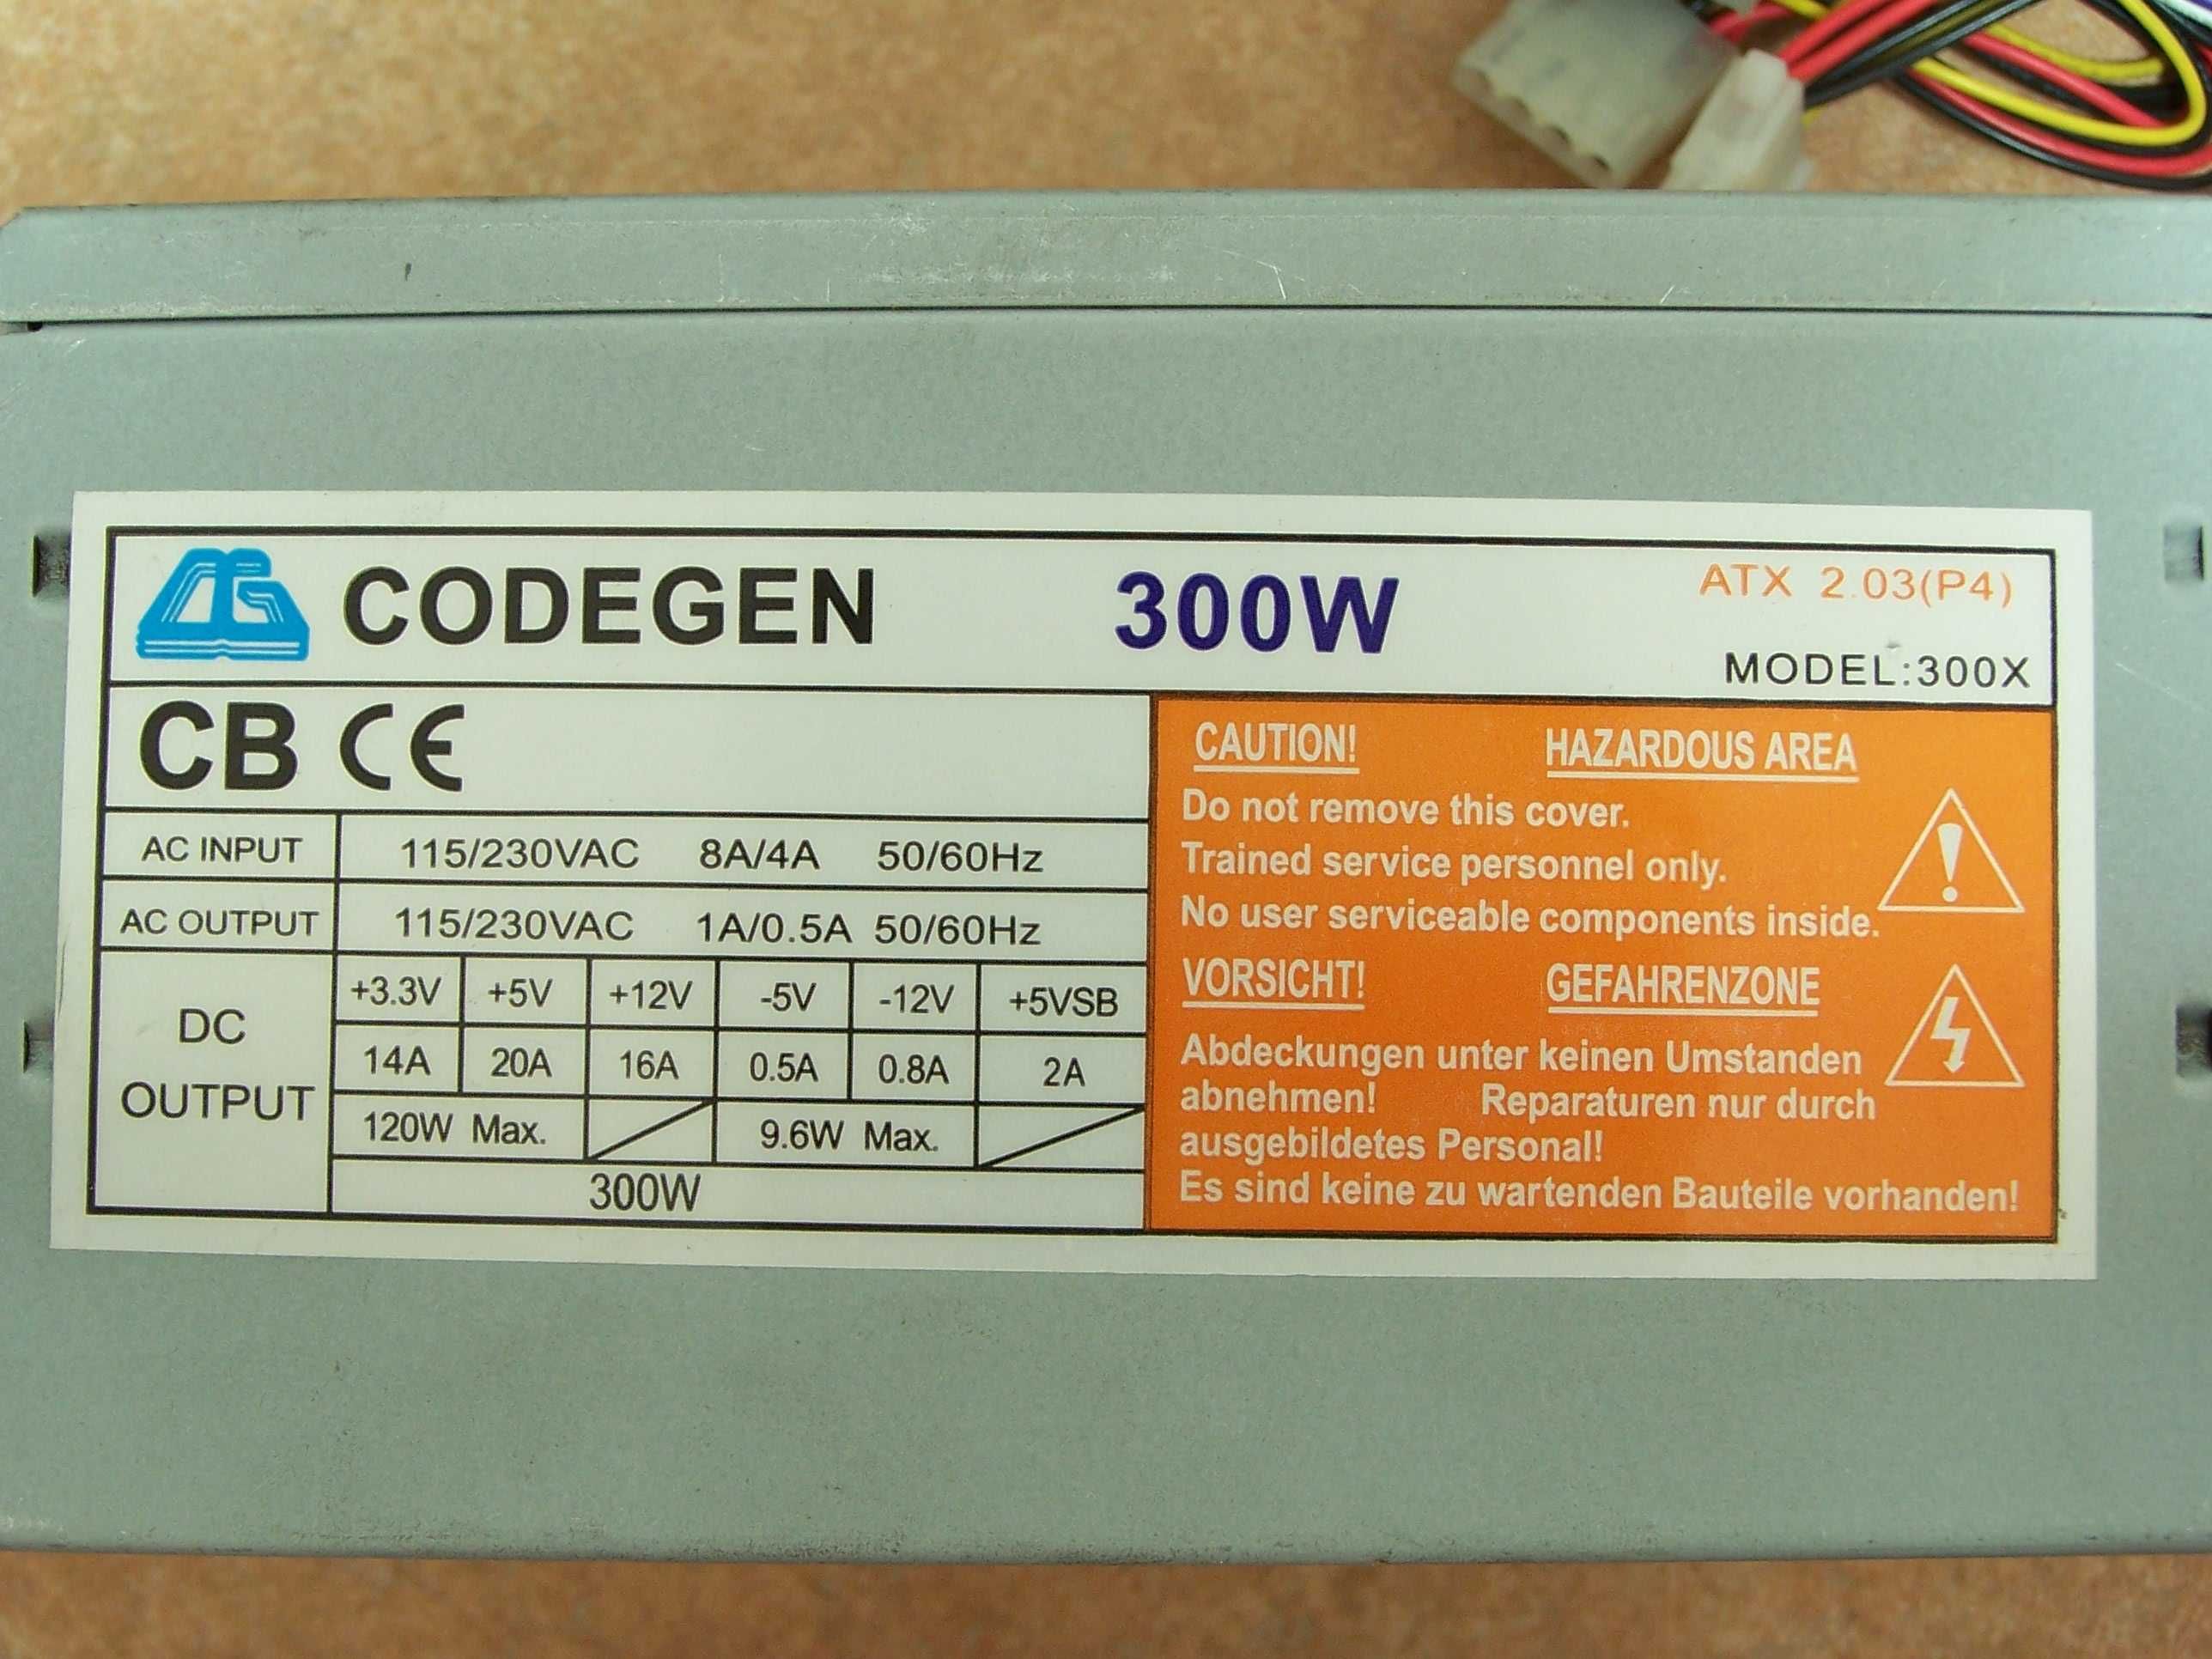 CODEGEN 300W ATX 2.03(P4)
MODEL:300X
CB CE
AC INPUT 115/230VAC 8A/4A 50/60Hz
AC OUTPUT 115/230VAC 1A/0.5A 50/60Hz
DC OUTPUT
+3.3V +5V +12V -5V -12V +5VSB
14A 20A 16A 0.5A 0.8A 2A
120W Max. 9.6W Max.
300W
CAUTION! HAZARDOUS AREA
Do not remove this cover.
Trained service personnel only.
No user serviceable components inside.
VORSICHT! GEFAHRENZONE
Abdeckungen unter keinen Umstanden
abnehmen! Reparaturen nur durch
ausgebildetes Personal!
Es sind keine zu wartenden Bauteile vorhanden!